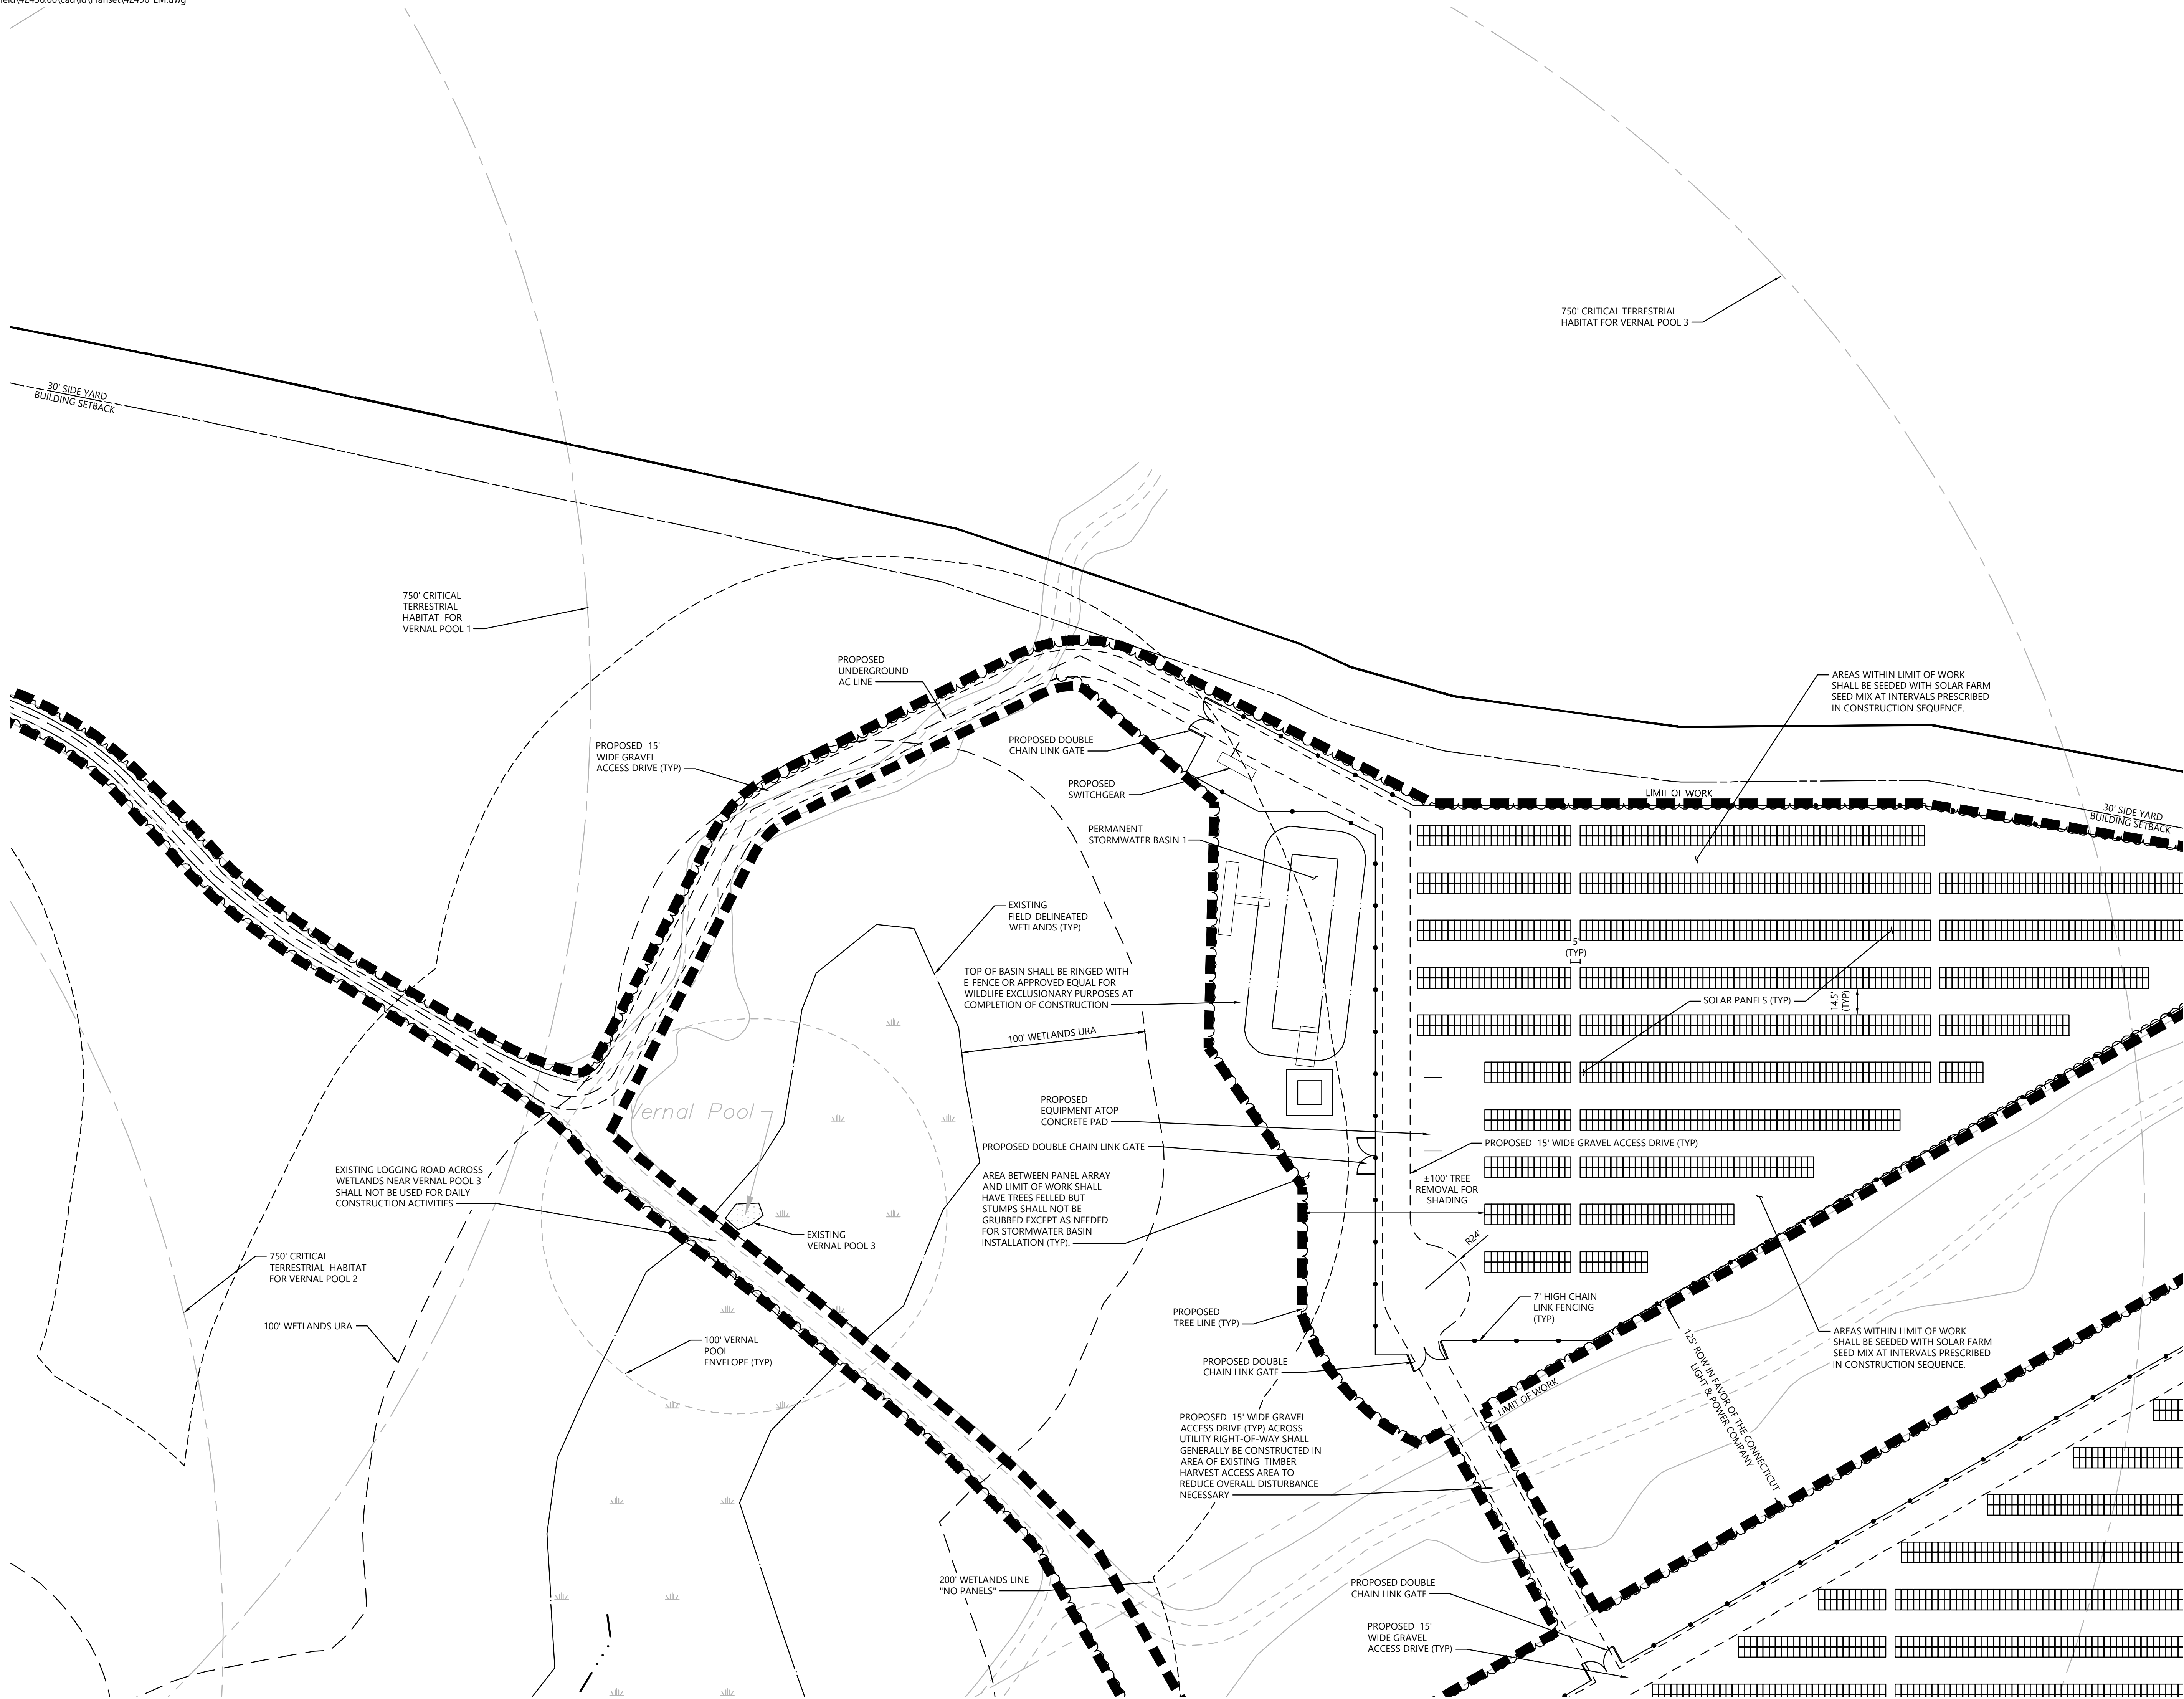 750' CRITICAL TERRESTRIAL
HABITAT FOR VERNAL POOL 3
30' SIDE YARD
BUILDING SETBACK
750' CRITICAL
TERRESTRIAL
HABITAT FOR
VERNAL POOL 1
PROPOSED
UNDERGROUND
AC LINE
AREAS WITHIN LIMIT OF WORK
SHALL BE SEEDED WITH SOLAR FARM
SEED MIX AT INTERVALS PRESCRIBED
IN CONSTRUCTION SEQUENCE.
PROPOSED 15'
WIDE GRAVEL
ACCESS DRIVE (TYP)
PROPOSED DOUBLE
CHAIN LINK GATE
PROPOSED
SWITCHGEAR
LIMIT OF WORK
30' SIDE YARD
BUILDING SETBACK
PERMANENT
STORMWATER BASIN 1
EXISTING
FIELD-DELINEATED
WETLANDS (TYP)
5'
(TYP)
TOP OF BASIN SHALL BE RINGED WITH
E-FENCE OR APPROVED EQUAL FOR
WILDLIFE EXCLUSIONARY PURPOSES AT
COMPLETION OF CONSTRUCTION
SOLAR PANELS (TYP)
14.5'
(TYP)
100' WETLANDS URA
Vernal Pool
PROPOSED
EQUIPMENT ATOP
CONCRETE PAD
PROPOSED DOUBLE CHAIN LINK GATE
PROPOSED 15' WIDE GRAVEL ACCESS DRIVE (TYP)
EXISTING LOGGING ROAD ACROSS
WETLANDS NEAR VERNAL POOL 3
SHALL NOT BE USED FOR DAILY
CONSTRUCTION ACTIVITIES
AREA BETWEEN PANEL ARRAY
AND LIMIT OF WORK SHALL
HAVE TREES FELLED BUT
STUMPS SHALL NOT BE
GRUBBED EXCEPT AS NEEDED
FOR STORMWATER BASIN
INSTALLATION (TYP).
±100' TREE
REMOVAL FOR
SHADING
EXISTING
VERNAL POOL 3
R24'
750' CRITICAL
TERRESTRIAL HABITAT
FOR VERNAL POOL 2
100' WETLANDS URA
PROPOSED
TREE LINE (TYP)
7' HIGH CHAIN
LINK FENCING
(TYP)
100' VERNAL
POOL
ENVELOPE (TYP)
PROPOSED DOUBLE
CHAIN LINK GATE
AREAS WITHIN LIMIT OF WORK
SHALL BE SEEDED WITH SOLAR FARM
SEED MIX AT INTERVALS PRESCRIBED
IN CONSTRUCTION SEQUENCE.
LIMIT OF WORK
125' ROW IN FAVOR OF THE CONNECTICUT
LIGHT & POWER COMPANY
PROPOSED 15' WIDE GRAVEL
ACCESS DRIVE (TYP) ACROSS
UTILITY RIGHT-OF-WAY SHALL
GENERALLY BE CONSTRUCTED IN
AREA OF EXISTING TIMBER
HARVEST ACCESS AREA TO
REDUCE OVERALL DISTURBANCE
NECESSARY
200' WETLANDS LINE
"NO PANELS"
PROPOSED DOUBLE
CHAIN LINK GATE
PROPOSED 15'
WIDE GRAVEL
ACCESS DRIVE (TYP)